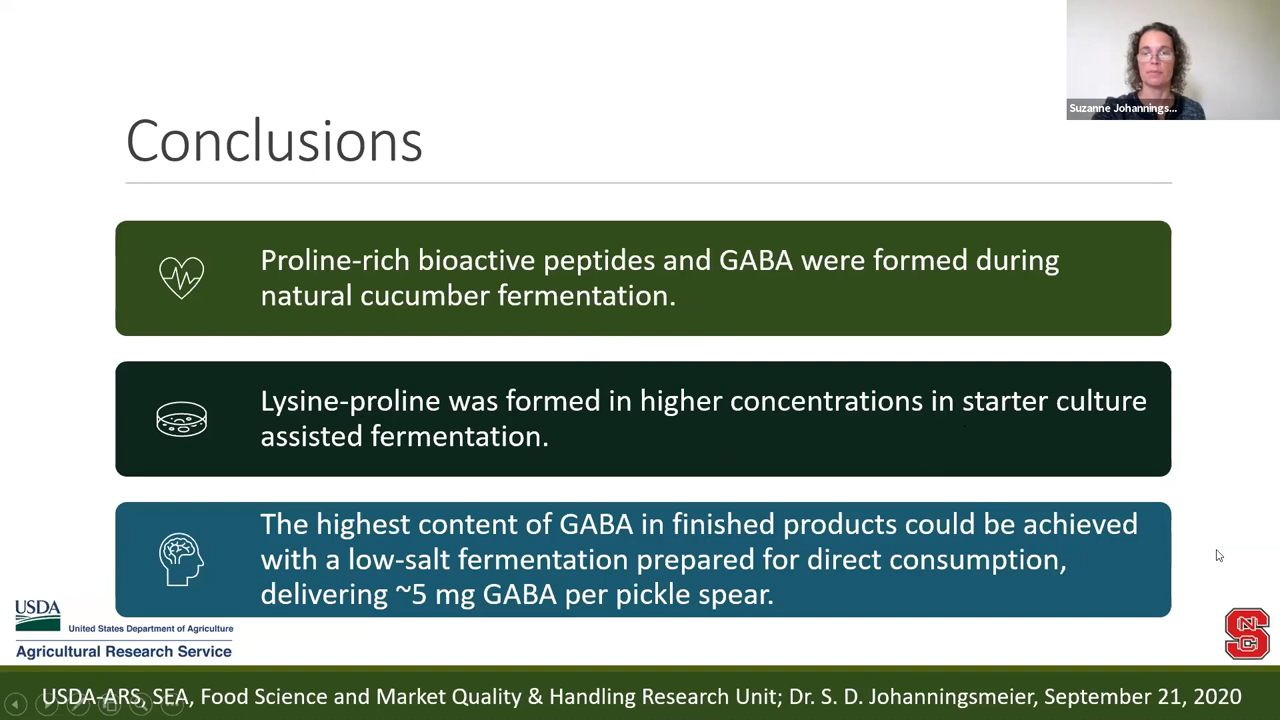 Suzanne Johannings...
Conclusions
Proline-rich bioactive peptides and GABA were formed during
natural cucumber fermentation.
Lysine-proline was formed in higher concentrations in starter culture
assisted fermentation.
The highest content of GABA in finished products could be achieved
with a low-salt fermentation prepared for direct consumption,
delivering ~5 mg GABA per pickle spear.
USDA
United States Department of Agriculture
Agricultural Research Service
NCS
USDA-ARS, SEA, Food Science and Market Quality & Handling Research Unit; Dr. S. D. Johanningsmeier, September 21, 2020